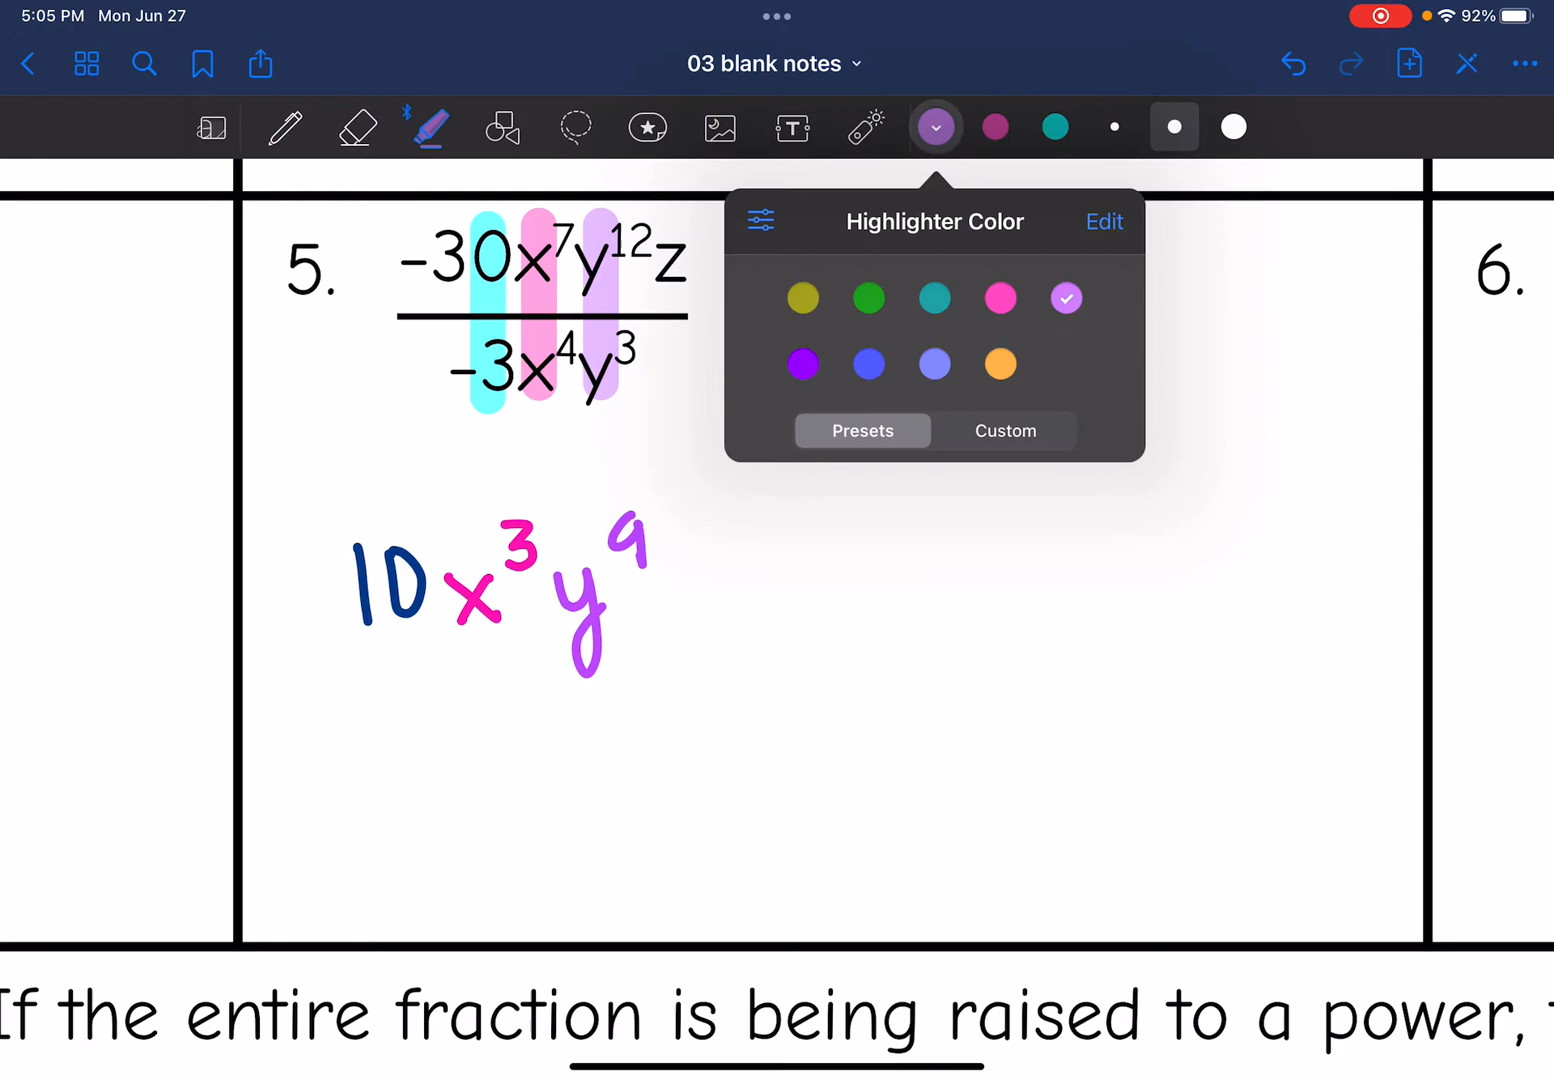 5:05 PM Mon Jun 27
92%
03 blank notes
T
Highlighter Color
Edit
Presets
Custom
5.
-30x⁷y¹²z
-3x⁴y³
10x³y⁹
6.
If the entire fraction is being raised to a power,